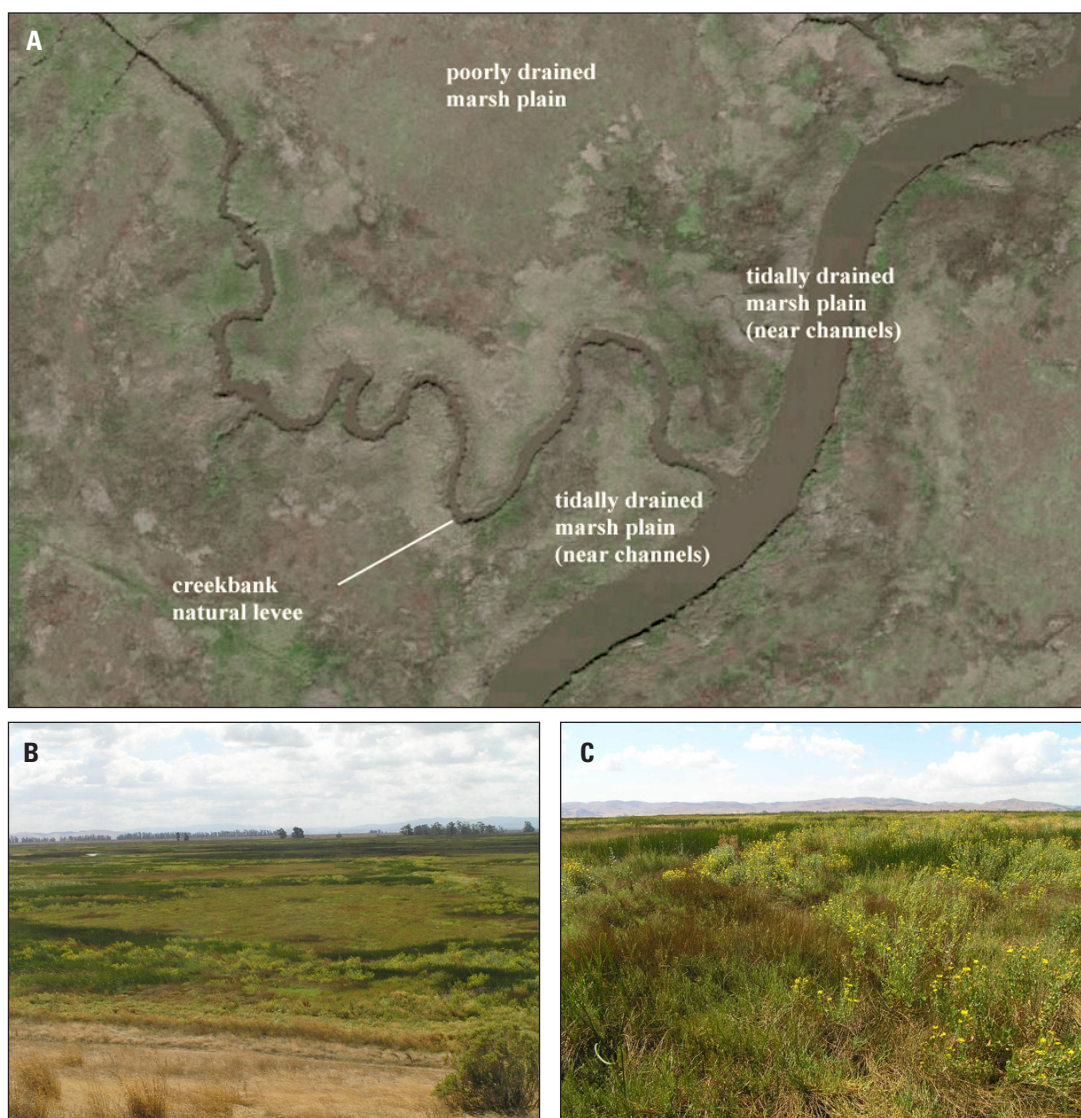 A
poorly drained
marsh plain
tidally drained
marsh plain
(near channels)
tidally drained
marsh plain
(near channels)
creekbank
natural levee
B
C